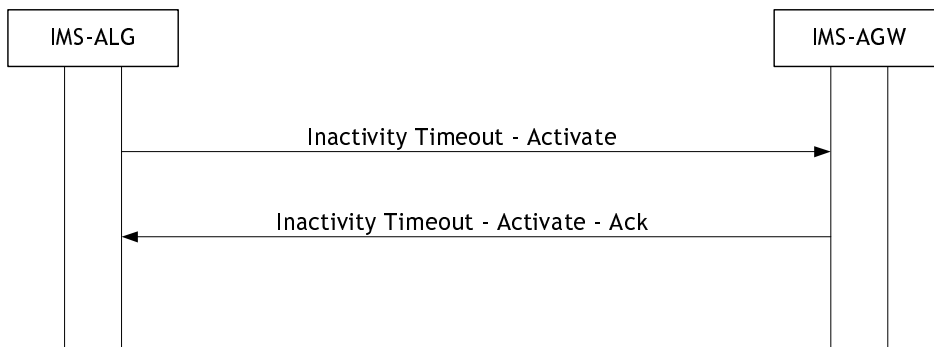 IMS-ALG
IMS-AGW
Inactivity Timeout - Activate
Inactivity Timeout - Activate - Ack